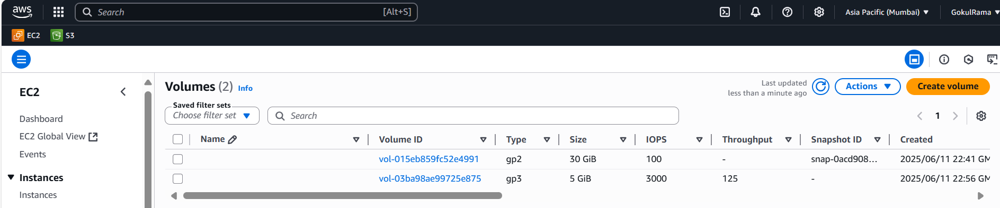 aws Search [Alt+S] Asia Pacific (Mumbai) GokulRama
EC2 S3
EC2
Dashboard
EC2 Global View
Events
Instances
Instances
Volumes (2) Info
Last updated
less than a minute ago
Actions
Create volume
Saved filter sets
Choose filter set
Search
1
Name Volume ID Type Size IOPS Throughput Snapshot ID Created
vol-015eb859fc52e4991 gp2 30 GiB 100 - snap-0acd908... 2025/06/11 22:41 GM
vol-03ba98ae99725e875 gp3 5 GiB 3000 125 - 2025/06/11 22:56 GM